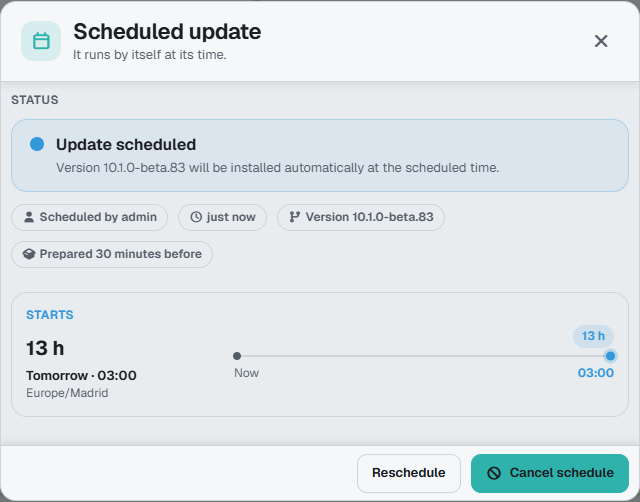 Scheduled update
It runs by itself at its time.
STATUS
Update scheduled
Version 10.1.0-beta.83 will be installed automatically at the scheduled time.
Scheduled by admin
just now
Version 10.1.0-beta.83
Prepared 30 minutes before
STARTS
13 h
Tomorrow · 03:00
Europe/Madrid
13 h
Now
03:00
Reschedule
Cancel schedule